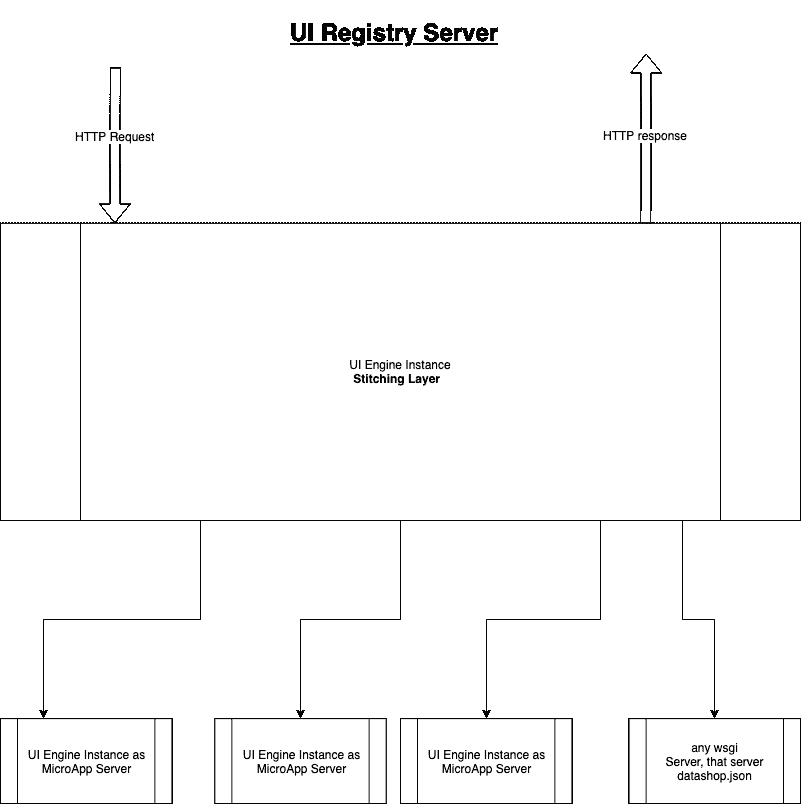 UI Registry Server
HTTP Request
HTTP response
UI Engine Instance
Stitching Layer
UI Engine Instance as
MicroApp Server
UI Engine Instance as
MicroApp Server
UI Engine Instance as
MicroApp Server
any wsgi
Server, that server
datashop.json